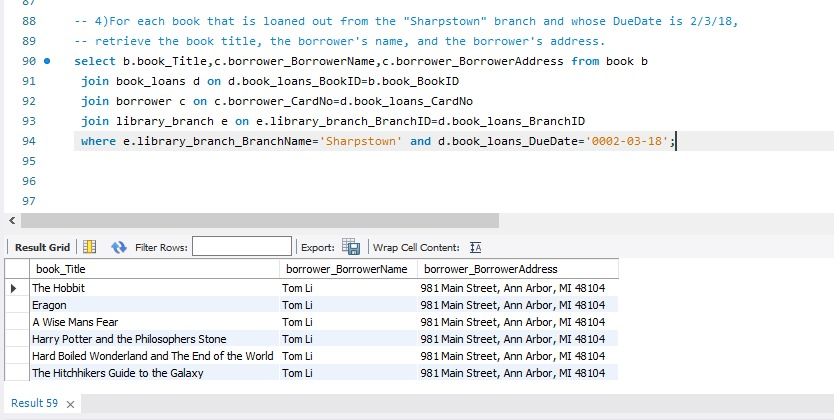 87
88 -- 4)For each book that is loaned out from the "Sharpstown" branch and whose DueDate is 2/3/18,
89 -- retrieve the book title, the borrower's name, and the borrower's address.
90 select b.book_Title,c.borrower_BorrowerName,c.borrower_BorrowerAddress from book b
91 join book_loans d on d.book_loans_BookID=b.book_BookID
92 join borrower c on c.borrower_CardNo=d.book_loans_CardNo
93 join library_branch e on e.library_branch_BranchID=d.book_loans_BranchID
94 where e.library_branch_BranchName='Sharpstown' and d.book_loans_DueDate='0002-03-18';
95
96
97
Result Grid Filter Rows: Export: Wrap Cell Content:
book_Title borrower_BorrowerName borrower_BorrowerAddress
The Hobbit Tom Li 981 Main Street, Ann Arbor, MI 48104
Eragon Tom Li 981 Main Street, Ann Arbor, MI 48104
A Wise Mans Fear Tom Li 981 Main Street, Ann Arbor, MI 48104
Harry Potter and the Philosophers Stone Tom Li 981 Main Street, Ann Arbor, MI 48104
Hard Boiled Wonderland and The End of the World Tom Li 981 Main Street, Ann Arbor, MI 48104
The Hitchhikers Guide to the Galaxy Tom Li 981 Main Street, Ann Arbor, MI 48104
Result 59 ×